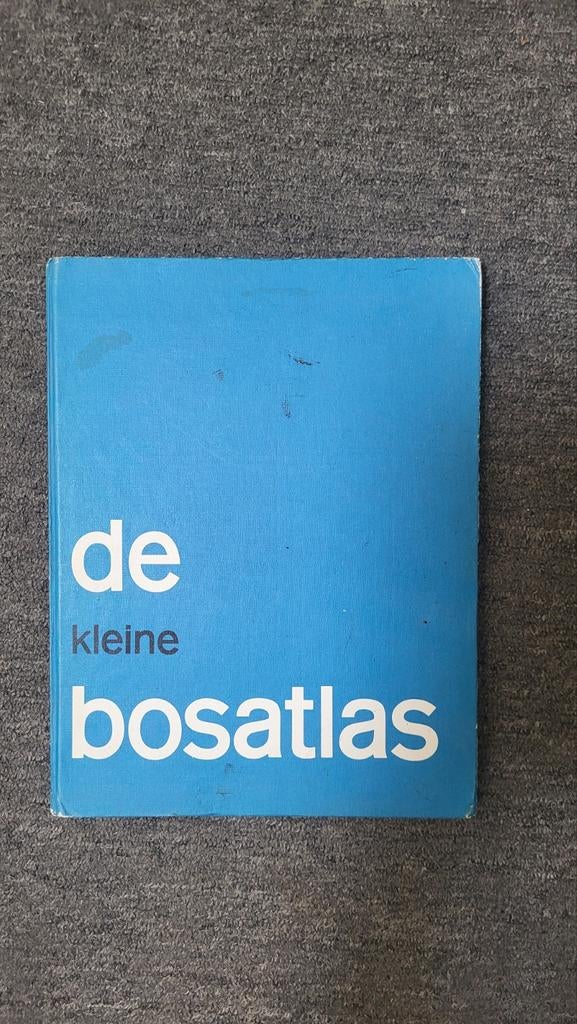 de
kleine
bosatlas